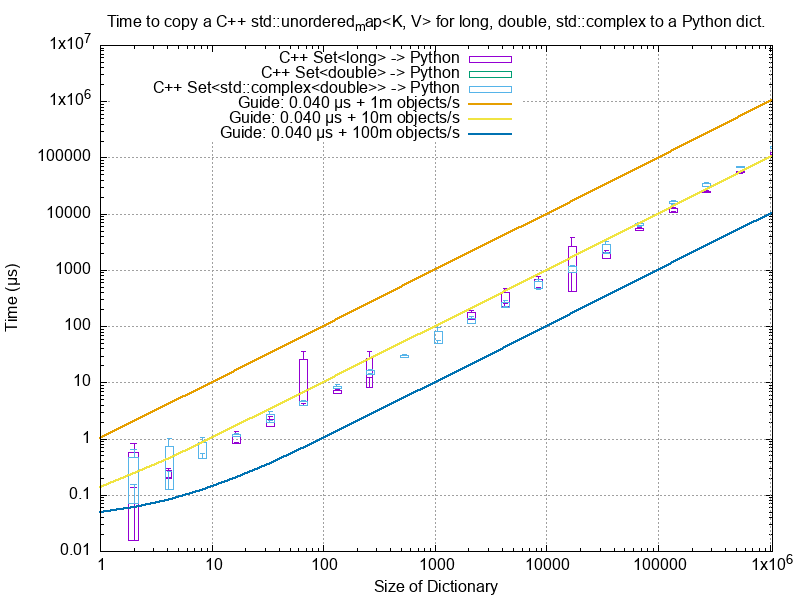 Time to copy a C++ std::unordered_map<K, V> for long, double, std::complex to a Python dict.
1x10^7
C++ Set<long> -> Python
C++ Set<double> -> Python
C++ Set<std::complex<double>> -> Python
1x10^6
Guide: 0.040 µs + 1m objects/s
Guide: 0.040 µs + 10m objects/s
Guide: 0.040 µs + 100m objects/s
100000
10000
1000
100
10
1
0.1
0.01
Time (µs)
1 10 100 1000 10000 100000 1x10^6
Size of Dictionary